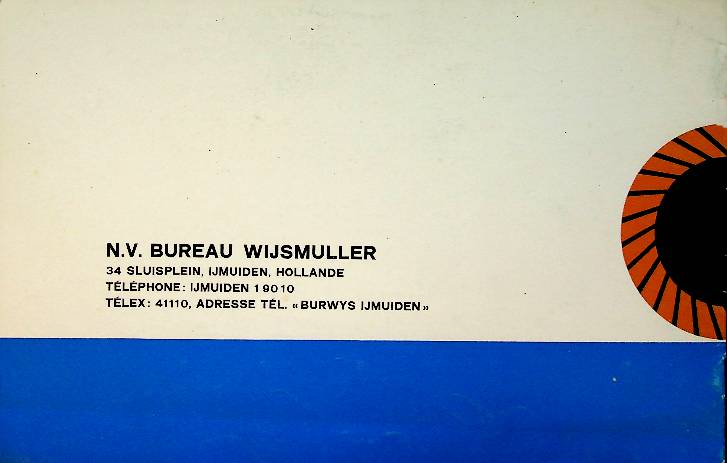 N.V. BUREAU WIJSMULLER
34 SLUISPLEIN, IJMUIDEN, HOLLANDE
TÉLÉPHONE: IJMUIDEN 19010
TÉLEX: 41110, ADRESSE TÉL. «BURWYS IJMUIDEN»